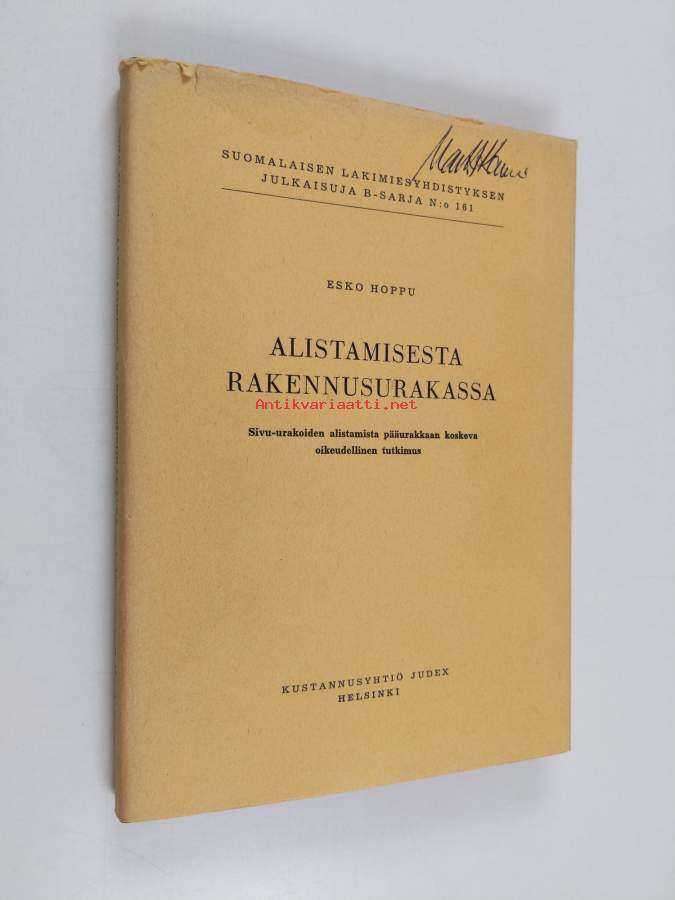 SUOMALAISEN LAKIMIESYHDISTYKSEN
JULKAISUJA B-SARJA N:o 161
ESKO HOPPU
ALISTAMISESTA
RAKENNUSURAKASSA
Antikvariaatti.net
Sivu-urakoiden alistamista pääurakkaan koskeva
oikeudellinen tutkimus
KUSTANNUSYHTIÖ JUDEX
HELSINKI